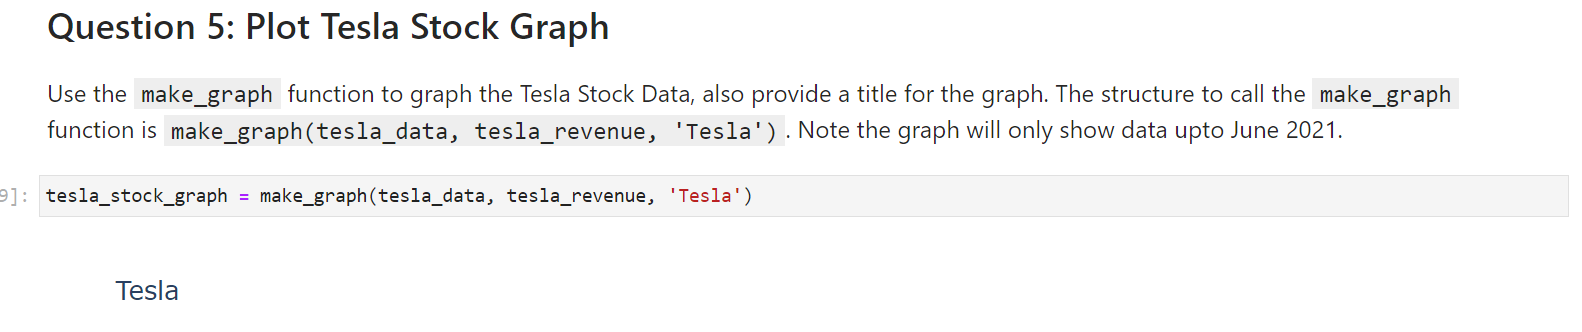 Question 5: Plot Tesla Stock Graph
Use the make_graph function to graph the Tesla Stock Data, also provide a title for the graph. The structure to call the make_graph
function is make_graph(tesla_data, tesla_revenue, 'Tesla'). Note the graph will only show data upto June 2021.
9]: tesla_stock_graph = make_graph(tesla_data, tesla_revenue, 'Tesla')
Tesla